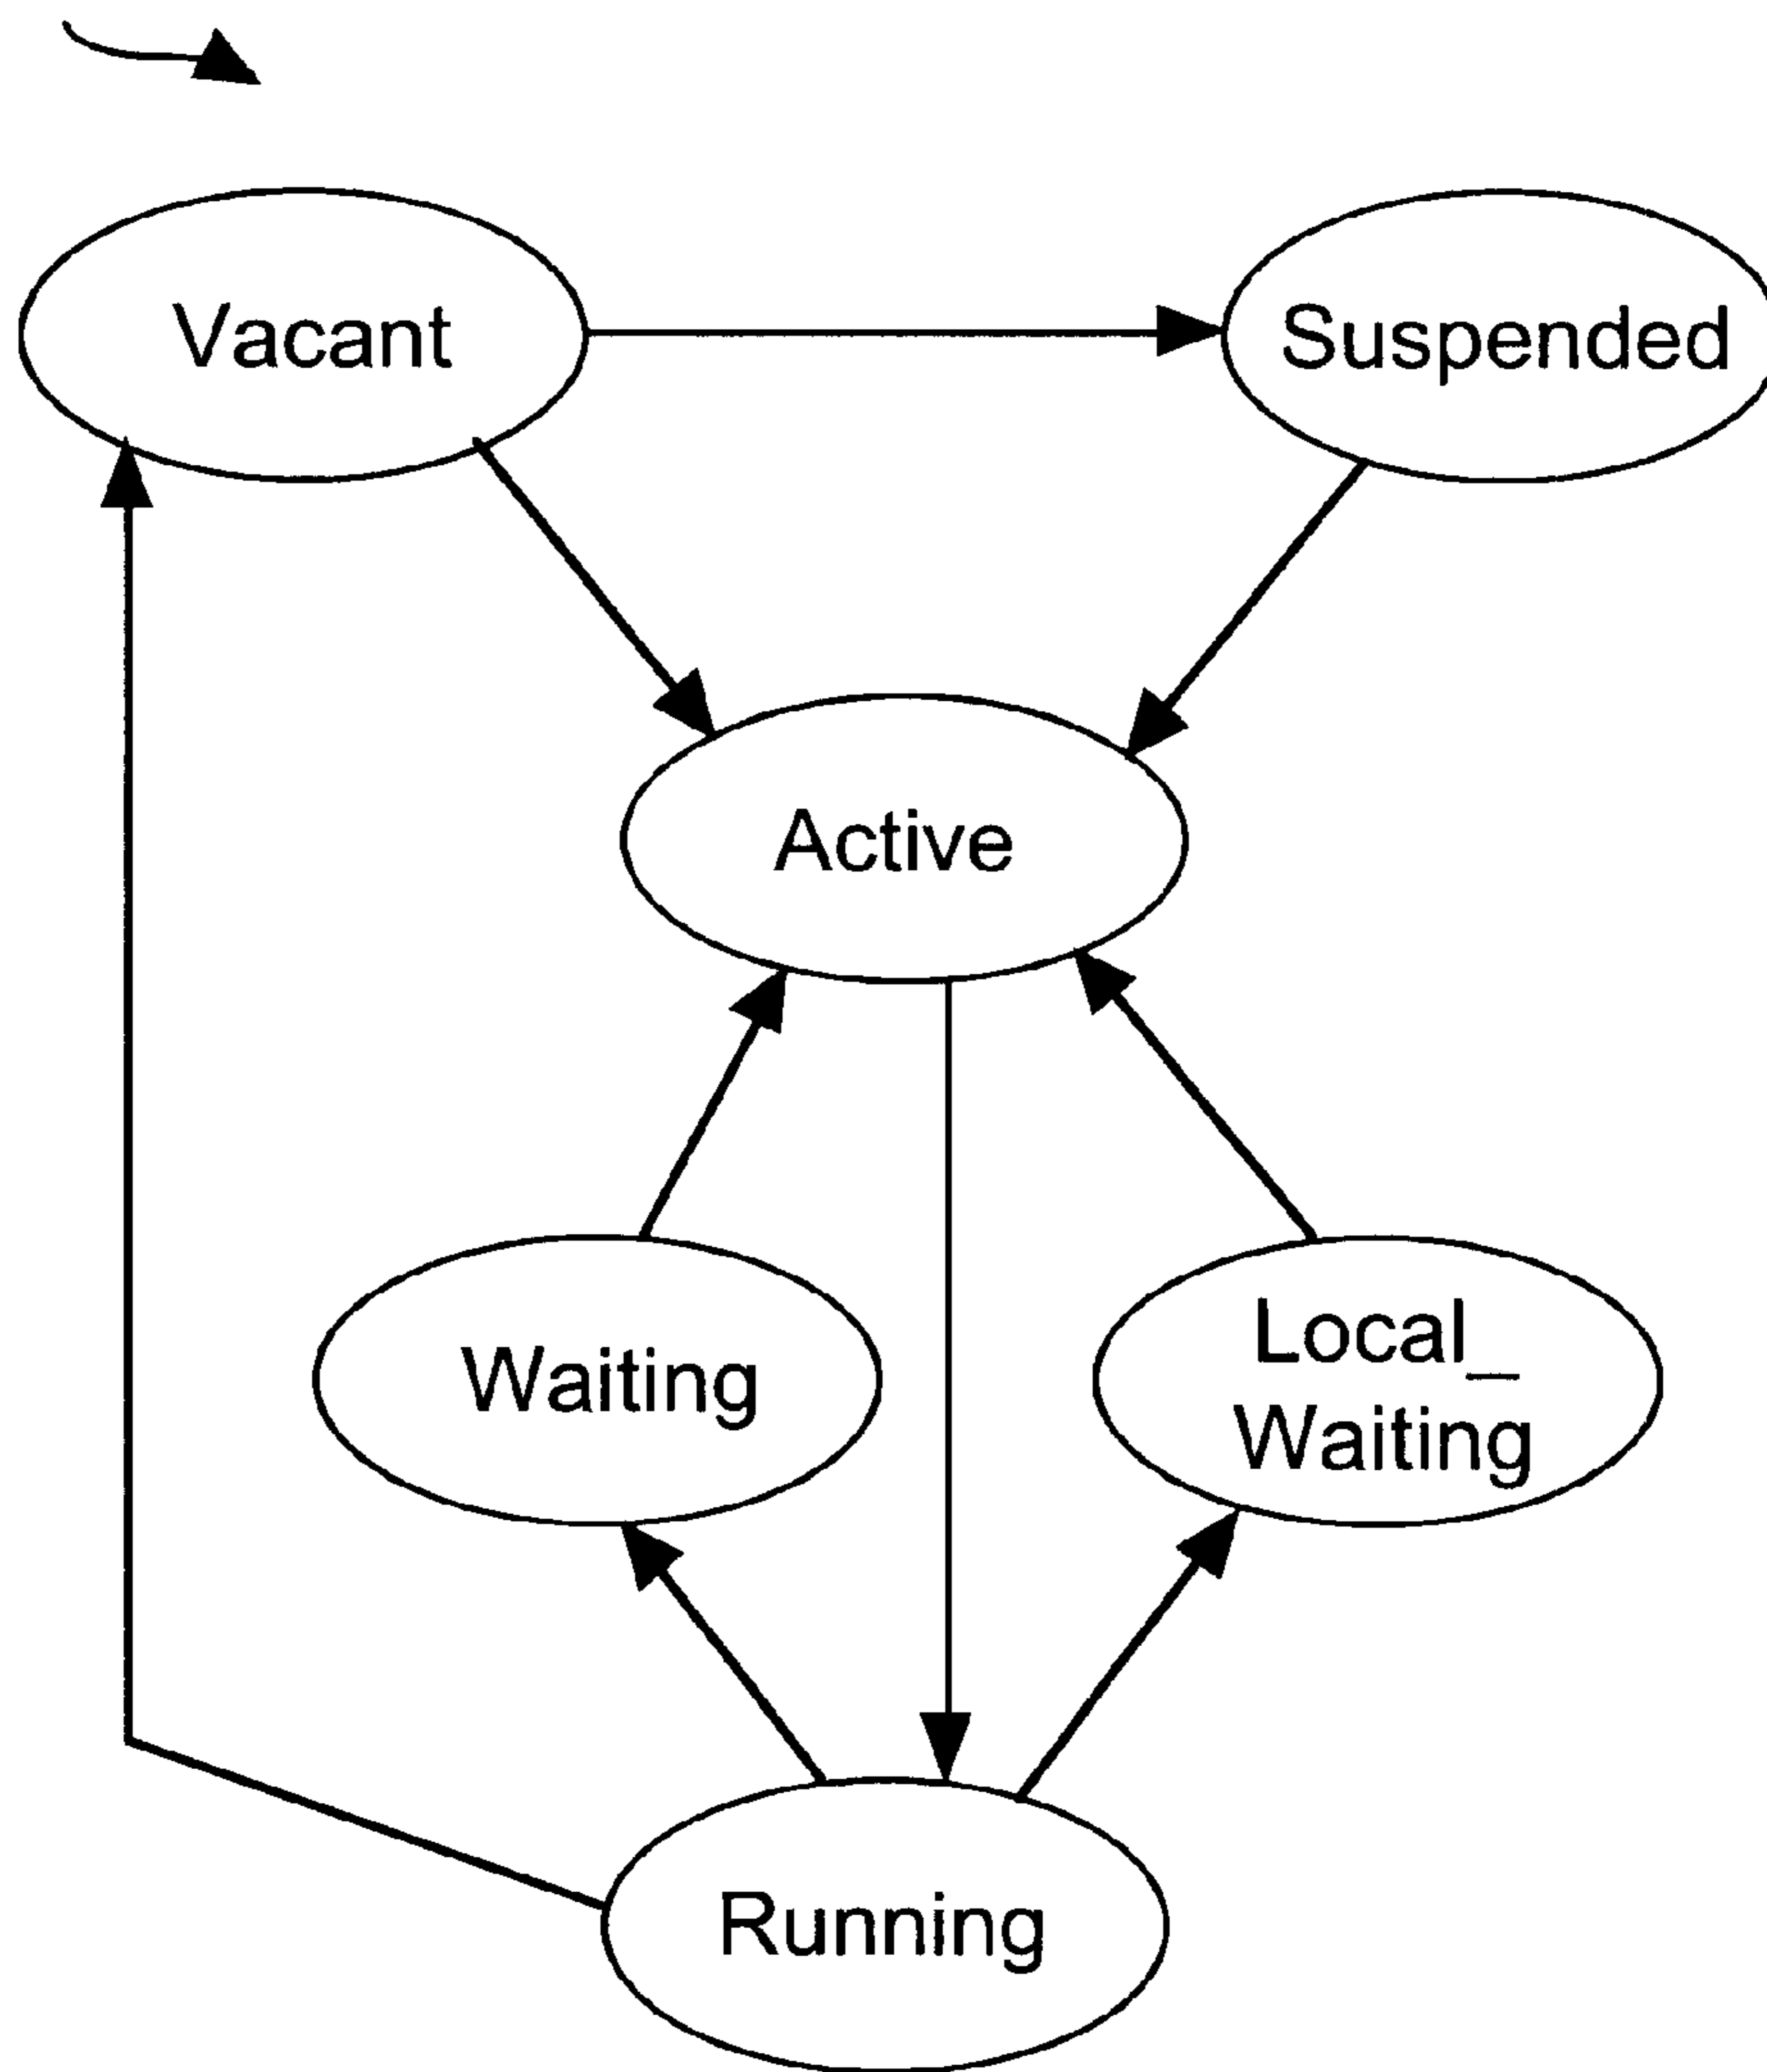 Vacant
Suspended
Active
Waiting
Local_
Waiting
Running